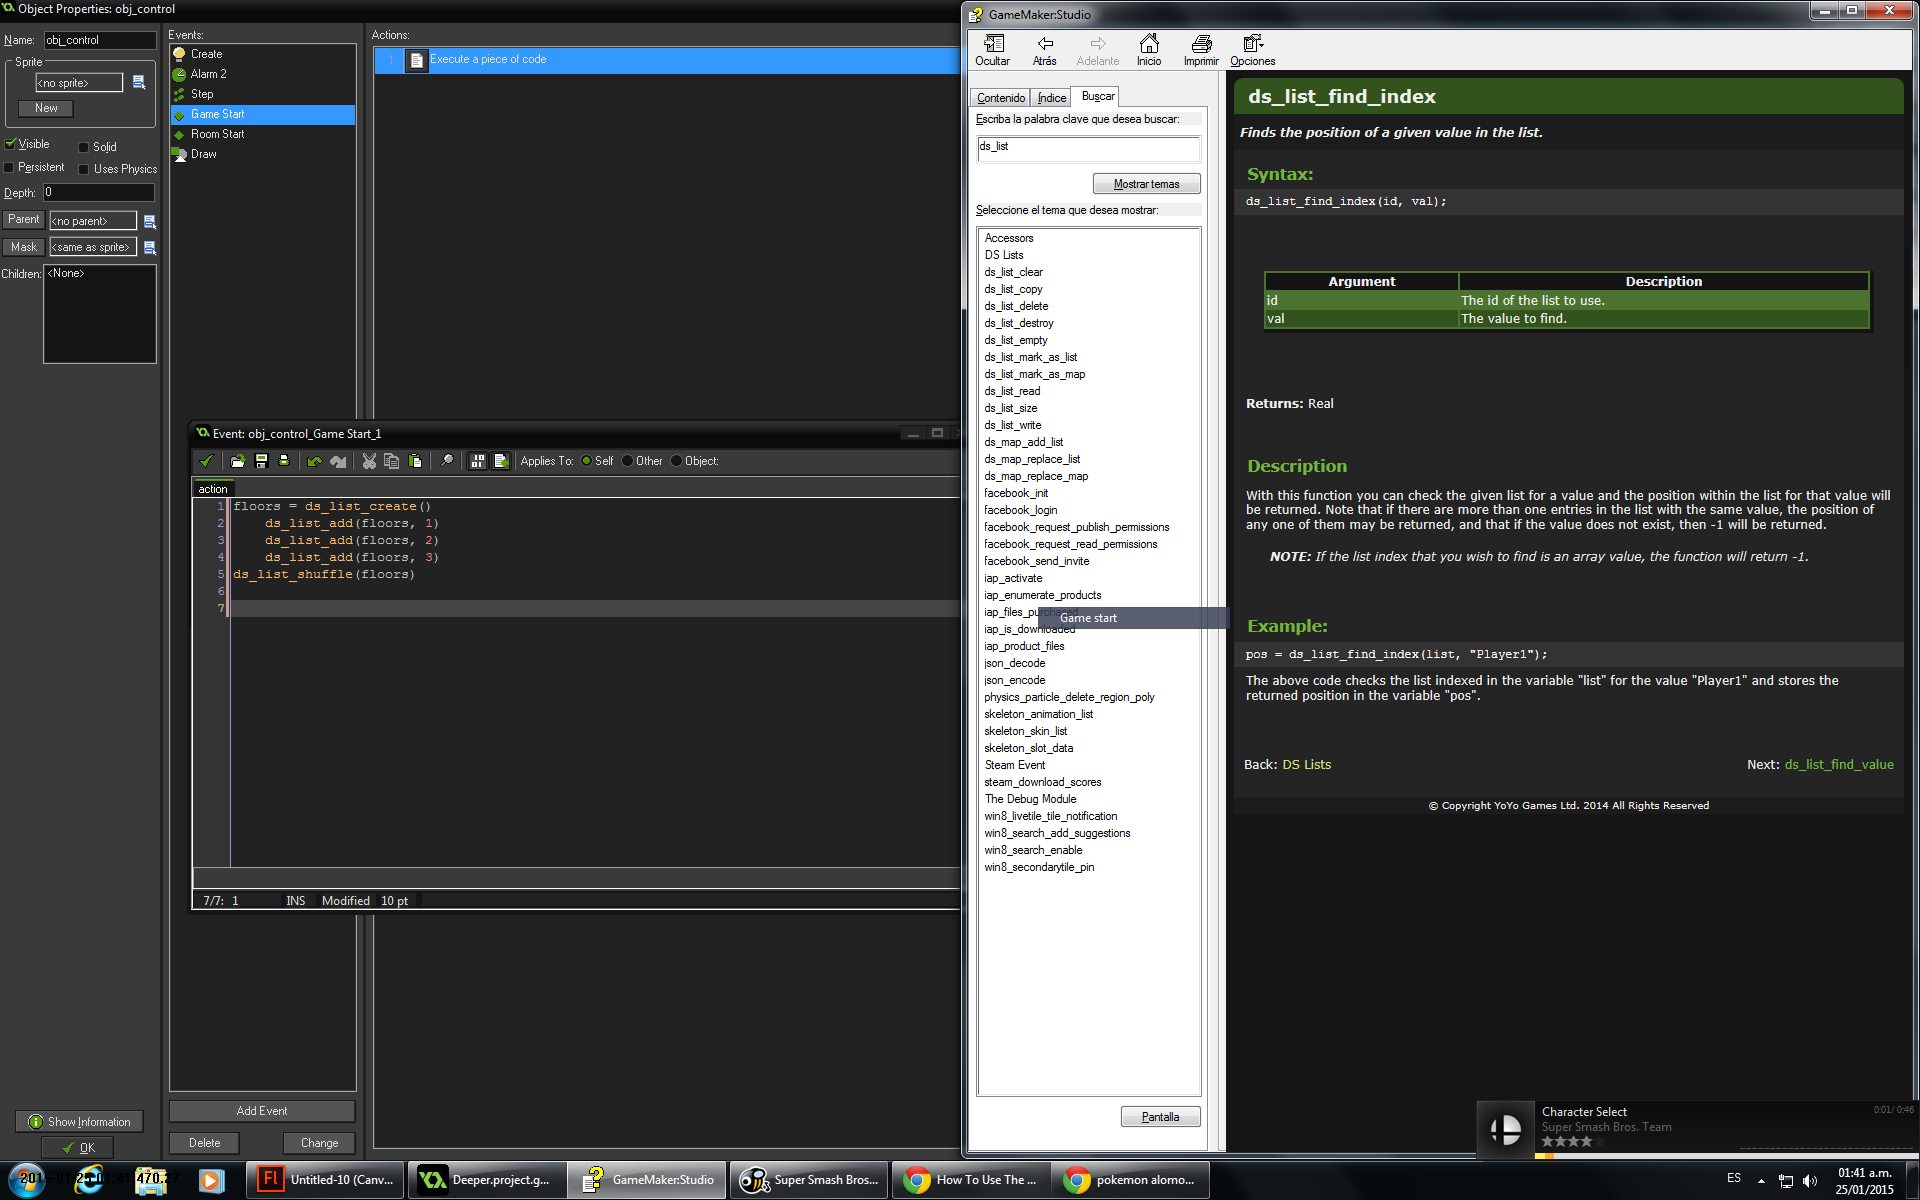 Object Properties: obj_control
Name: obj_control
Sprite
<no sprite>
New
Visible
Solid
Persistent
Uses Physics
Depth: 0
Parent <no parent>
Mask <same as sprite>
Children: <None>
Show Information
OK
Events:
Create
Alarm 2
Step
Game Start
Room Start
Draw
Add Event
Delete
Change
Actions:
1 Execute a piece of code
Event: obj_control_Game Start_1
Applies To: Self Other Object:
action
1 floors = ds_list_create()
2 ds_list_add(floors, 1)
3 ds_list_add(floors, 2)
4 ds_list_add(floors, 3)
5 ds_list_shuffle(floors)
6
7
7/7: 1 INS Modified 10 pt
GameMaker:Studio
Ocultar Atrás Adelante Inicio Imprimir Opciones
Contenido Índice Buscar
Escriba la palabra clave que desea buscar:
ds_list
Mostrar temas
Seleccione el tema que desea mostrar:
Accessors
DS Lists
ds_list_clear
ds_list_copy
ds_list_delete
ds_list_destroy
ds_list_empty
ds_list_mark_as_list
ds_list_mark_as_map
ds_list_read
ds_list_size
ds_list_write
ds_map_add_list
ds_map_replace_list
ds_map_replace_map
facebook_init
facebook_login
facebook_request_publish_permissions
facebook_request_read_permissions
facebook_send_invite
iap_activate
iap_enumerate_products
iap_files_purchased
Game start
iap_is_downloaded
iap_product_files
json_decode
json_encode
physics_particle_delete_region_poly
skeleton_animation_list
skeleton_skin_list
skeleton_slot_data
Steam Event
steam_download_scores
The Debug Module
win8_livetile_tile_notification
win8_search_add_suggestions
win8_search_enable
win8_secondarytile_pin
Pantalla
ds_list_find_index
Finds the position of a given value in the list.
Syntax:
ds_list_find_index(id, val);
Argument Description
id The id of the list to use.
val The value to find.
Returns: Real
Description
With this function you can check the given list for a value and the position within the list for that value will
be returned. Note that if there are more than one entries in the list with the same value, the position of
any one of them may be returned, and that if the value does not exist, then -1 will be returned.
NOTE: If the list index that you wish to find is an array value, the function will return -1.
Example:
pos = ds_list_find_index(list, "Player1");
The above code checks the list indexed in the variable "list" for the value "Player1" and stores the
returned position in the variable "pos".
Back: DS Lists
Next: ds_list_find_value
© Copyright YoYo Games Ltd. 2014 All Rights Reserved
Character Select
0:01/ 0:46
Super Smash Bros. Team
Untitled-10 (Canv...
Deeper.project.g...
GameMaker:Studio
Super Smash Bros...
How To Use The ...
pokemon alomo...
ES
01:41 a.m.
25/01/2015